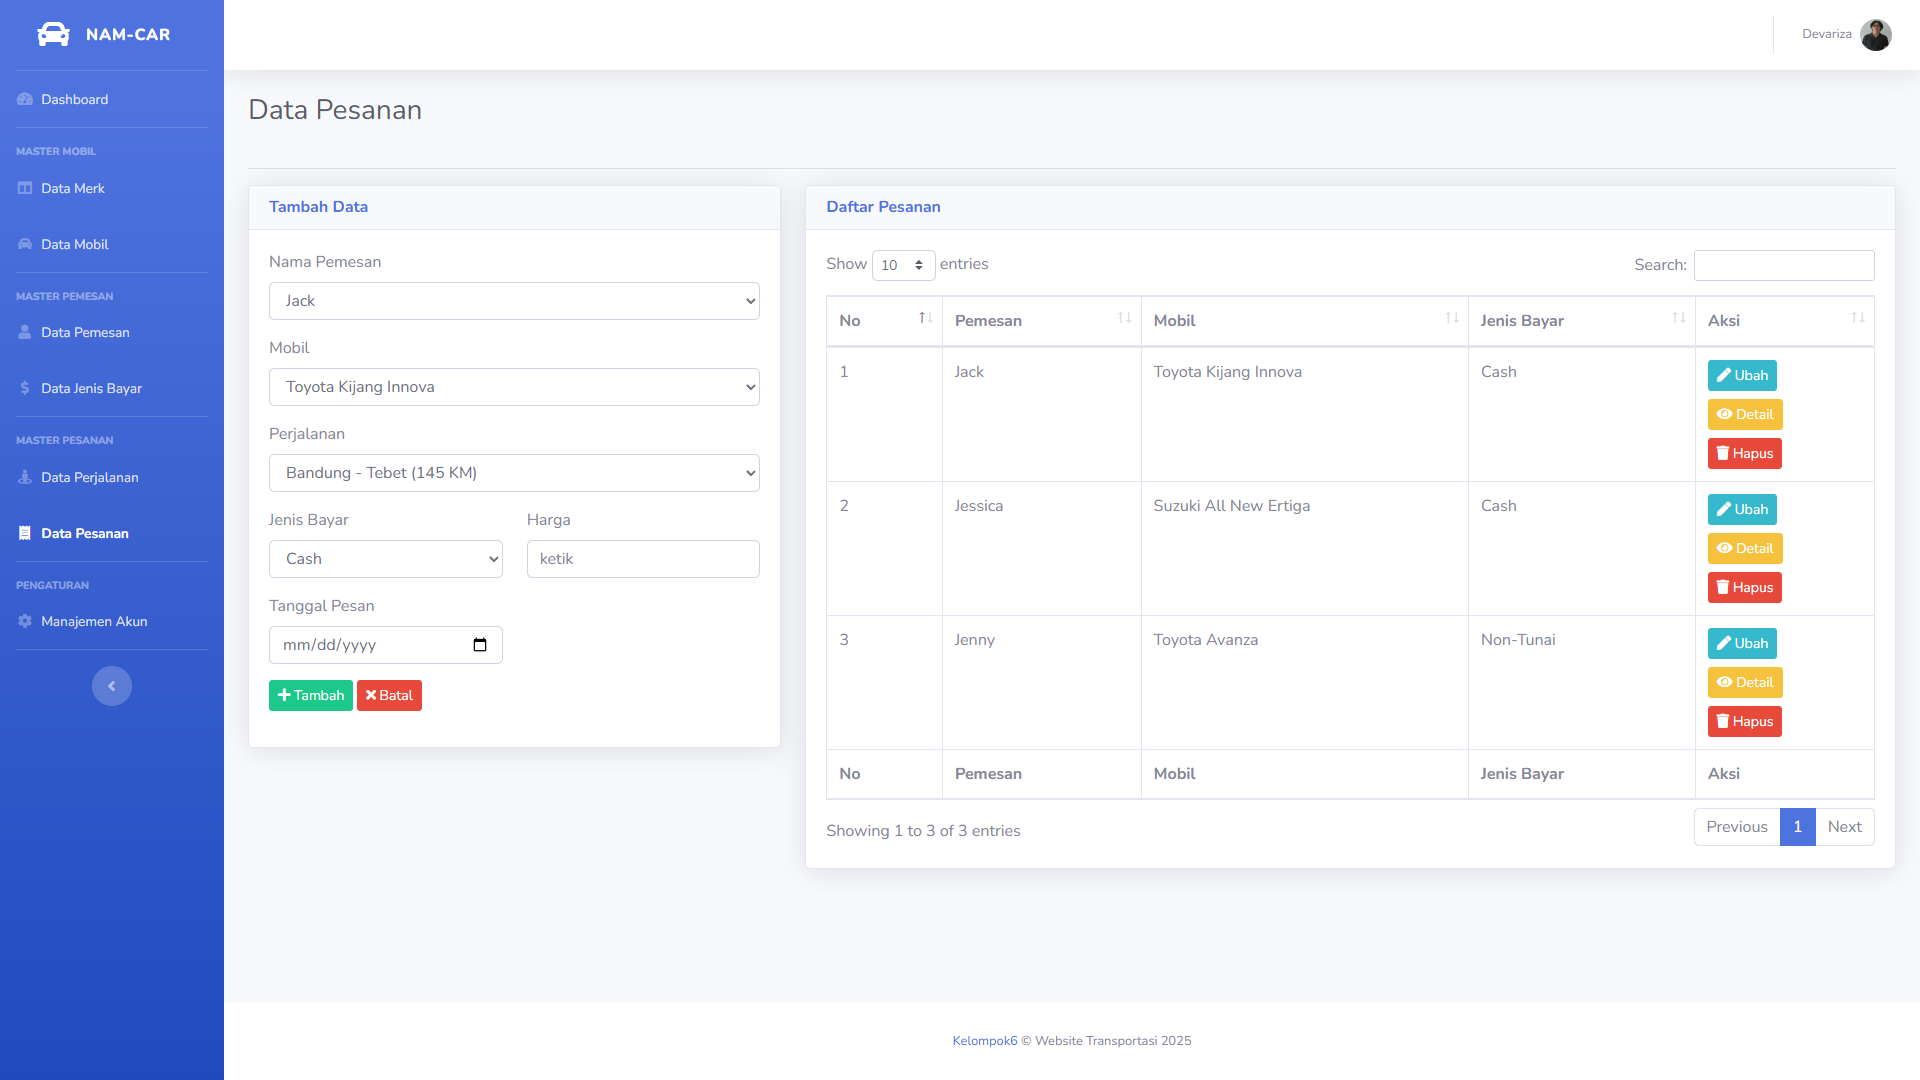 NAM-CAR
Devariza
Dashboard
MASTER MOBIL
Data Merk
Data Mobil
MASTER PEMESAN
Data Pemesan
Data Jenis Bayar
MASTER PESANAN
Data Perjalanan
Data Pesanan
PENGATURAN
Manajemen Akun
Data Pesanan
Tambah Data
Nama Pemesan
Jack
Mobil
Toyota Kijang Innova
Perjalanan
Bandung - Tebet (145 KM)
Jenis Bayar Harga
Cash ketik
Tanggal Pesan
mm/dd/yyyy
Tambah Batal
Daftar Pesanan
Show 10 entries Search:
No Pemesan Mobil Jenis Bayar Aksi
1 Jack Toyota Kijang Innova Cash Ubah
Detail
Hapus
2 Jessica Suzuki All New Ertiga Cash Ubah
Detail
Hapus
3 Jenny Toyota Avanza Non-Tunai Ubah
Detail
Hapus
No Pemesan Mobil Jenis Bayar Aksi
Showing 1 to 3 of 3 entries Previous 1 Next
Kelompok6 © Website Transportasi 2025